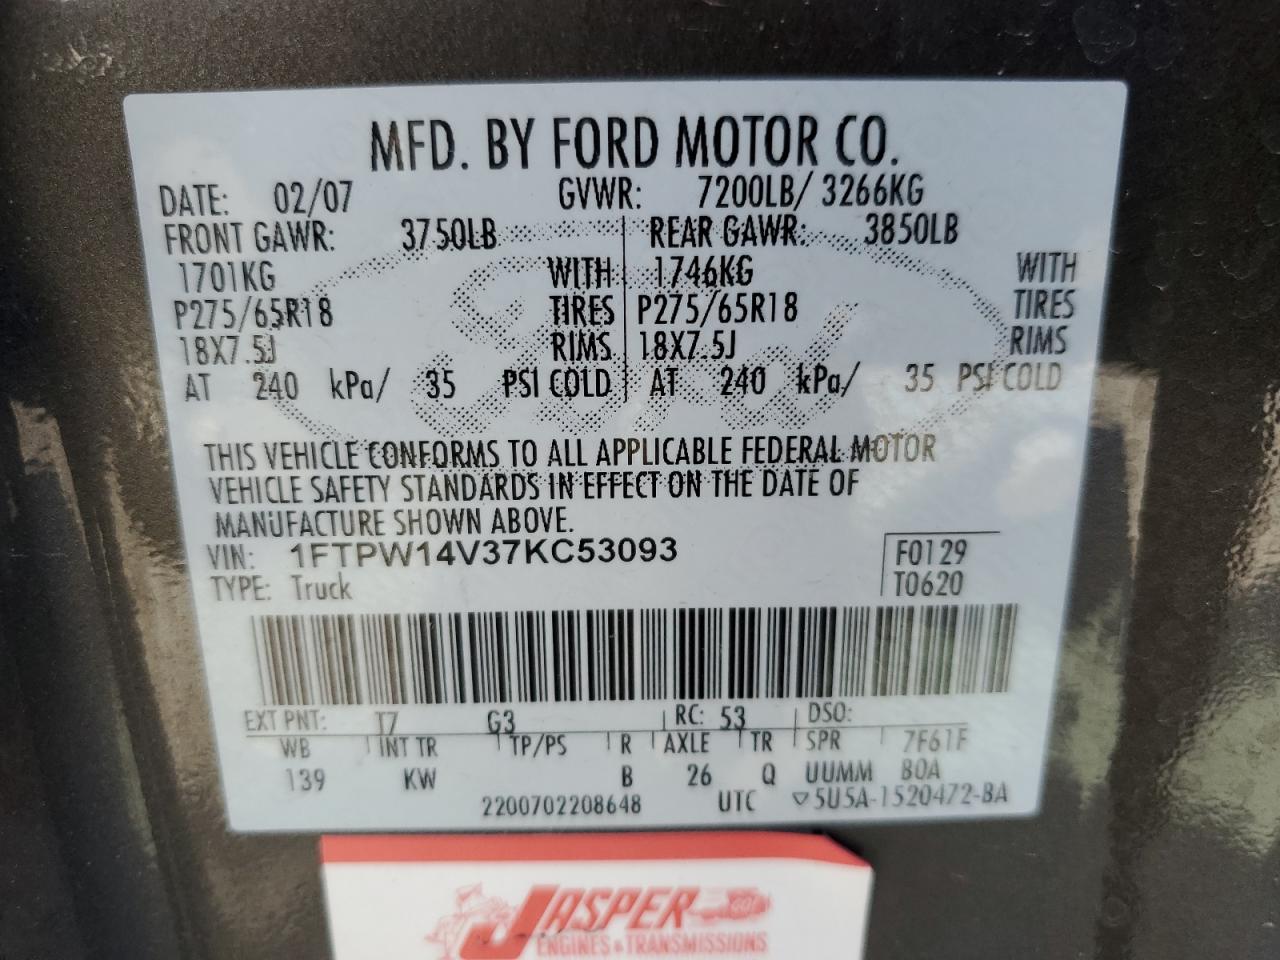 MFD. BY FORD MOTOR CO.
DATE: 02/07 GVWR: 7200LB/ 3266KG
FRONT GAWR: 3750LB REAR GAWR: 3850LB
1701KG WITH 1746KG WITH
P275/65R18 TIRES P275/65R18 TIRES
18X7.5J RIMS 18X7.5J RIMS
AT 240 kPa/ 35 PSI COLD AT 240 kPa/ 35 PSI COLD
THIS VEHICLE CONFORMS TO ALL APPLICABLE FEDERAL MOTOR
VEHICLE SAFETY STANDARDS IN EFFECT ON THE DATE OF
MANUFACTURE SHOWN ABOVE.
VIN: 1FTPW14V37KC53093 F0129
TYPE: Truck T0620
EXT PNT: T7 G3 RC: 53 DSO:
WB INT TR TP/PS R AXLE TR SPR 7F61F
139 KW B 26 Q UUMM 80A
2200702208648 UTC ▽5U5A-1520472-BA
JASPER
ENGINES & TRANSMISSIONS